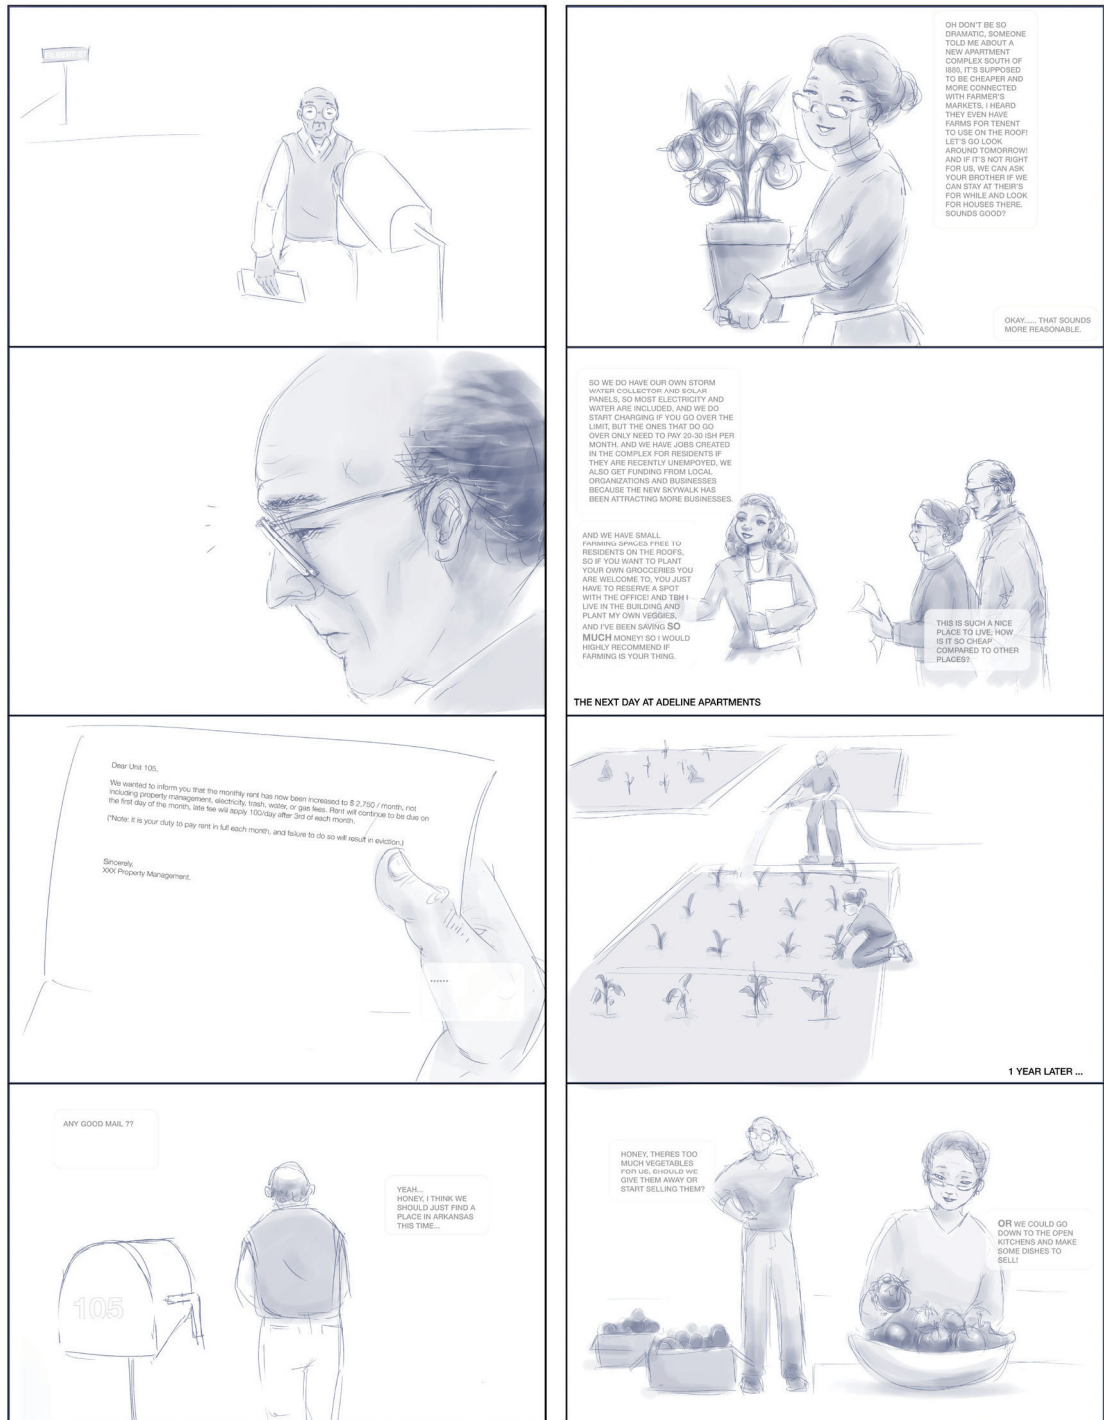 Dear Unit 105,
We wanted to inform you that the monthly rent has now been increased to $ 2,750 / month, not
including property management, electricity, trash, water, or gas fees. Rent will continue to be due on
the first day of the month, late fee will apply 100/day after 3rd of each month.
(*Note: it is your duty to pay rent in full each month, and failure to do so will result in eviction.)
Sincerely,
XXX Property Management.
......
ANY GOOD MAIL ??
YEAH...
HONEY, I THINK WE
SHOULD JUST FIND A
PLACE IN ARKANSAS
THIS TIME...
105
OH DON'T BE SO
DRAMATIC, SOMEONE
TOLD ME ABOUT A
NEW APARTMENT
COMPLEX SOUTH OF
I880, IT'S SUPPOSED
TO BE CHEAPER AND
MORE CONNECTED
WITH FARMER'S
MARKETS, I HEARD
THEY EVEN HAVE
FARMS FOR TENENT
TO USE ON THE ROOF!
LET'S GO LOOK
AROUND TOMORROW!
AND IF IT'S NOT RIGHT
FOR US, WE CAN ASK
YOUR BROTHER IF WE
CAN STAY AT THEIR'S
FOR WHILE AND LOOK
FOR HOUSES THERE.
SOUNDS GOOD?
OKAY...... THAT SOUNDS
MORE REASONABLE.
SO WE DO HAVE OUR OWN STORM
WATER COLLECTOR AND SOLAR
PANELS, SO MOST ELECTRICITY AND
WATER ARE INCLUDED, AND WE DO
START CHARGING IF YOU GO OVER THE
LIMIT, BUT THE ONES THAT DO GO
OVER ONLY NEED TO PAY 20-30 ISH PER
MONTH. AND WE HAVE JOBS CREATED
IN THE COMPLEX FOR RESIDENTS IF
THEY ARE RECENTLY UNEMPOYED, WE
ALSO GET FUNDING FROM LOCAL
ORGANIZATIONS AND BUSINESSES
BECAUSE THE NEW SKYWALK HAS
BEEN ATTRACTING MORE BUSINESSES.
AND WE HAVE SMALL
FARMING SPACES FREE TO
RESIDENTS ON THE ROOFS,
SO IF YOU WANT TO PLANT
YOUR OWN GROCCERIES YOU
ARE WELCOME TO, YOU JUST
HAVE TO RESERVE A SPOT
WITH THE OFFICE! AND TBH I
LIVE IN THE BUILDING AND
PLANT MY OWN VEGGIES,
AND I'VE BEEN SAVING SO
MUCH MONEY! SO I WOULD
HIGHLY RECOMMEND IF
FARMING IS YOUR THING.
THIS IS SUCH A NICE
PLACE TO LIVE, HOW
IS IT SO CHEAP
COMPARED TO OTHER
PLACES?
THE NEXT DAY AT ADELINE APARTMENTS
1 YEAR LATER ...
HONEY, THERES TOO
MUCH VEGETABLES
FOR US, SHOULD WE
GIVE THEM AWAY OR
START SELLING THEM?
OR WE COULD GO
DOWN TO THE OPEN
KITCHENS AND MAKE
SOME DISHES TO
SELL!